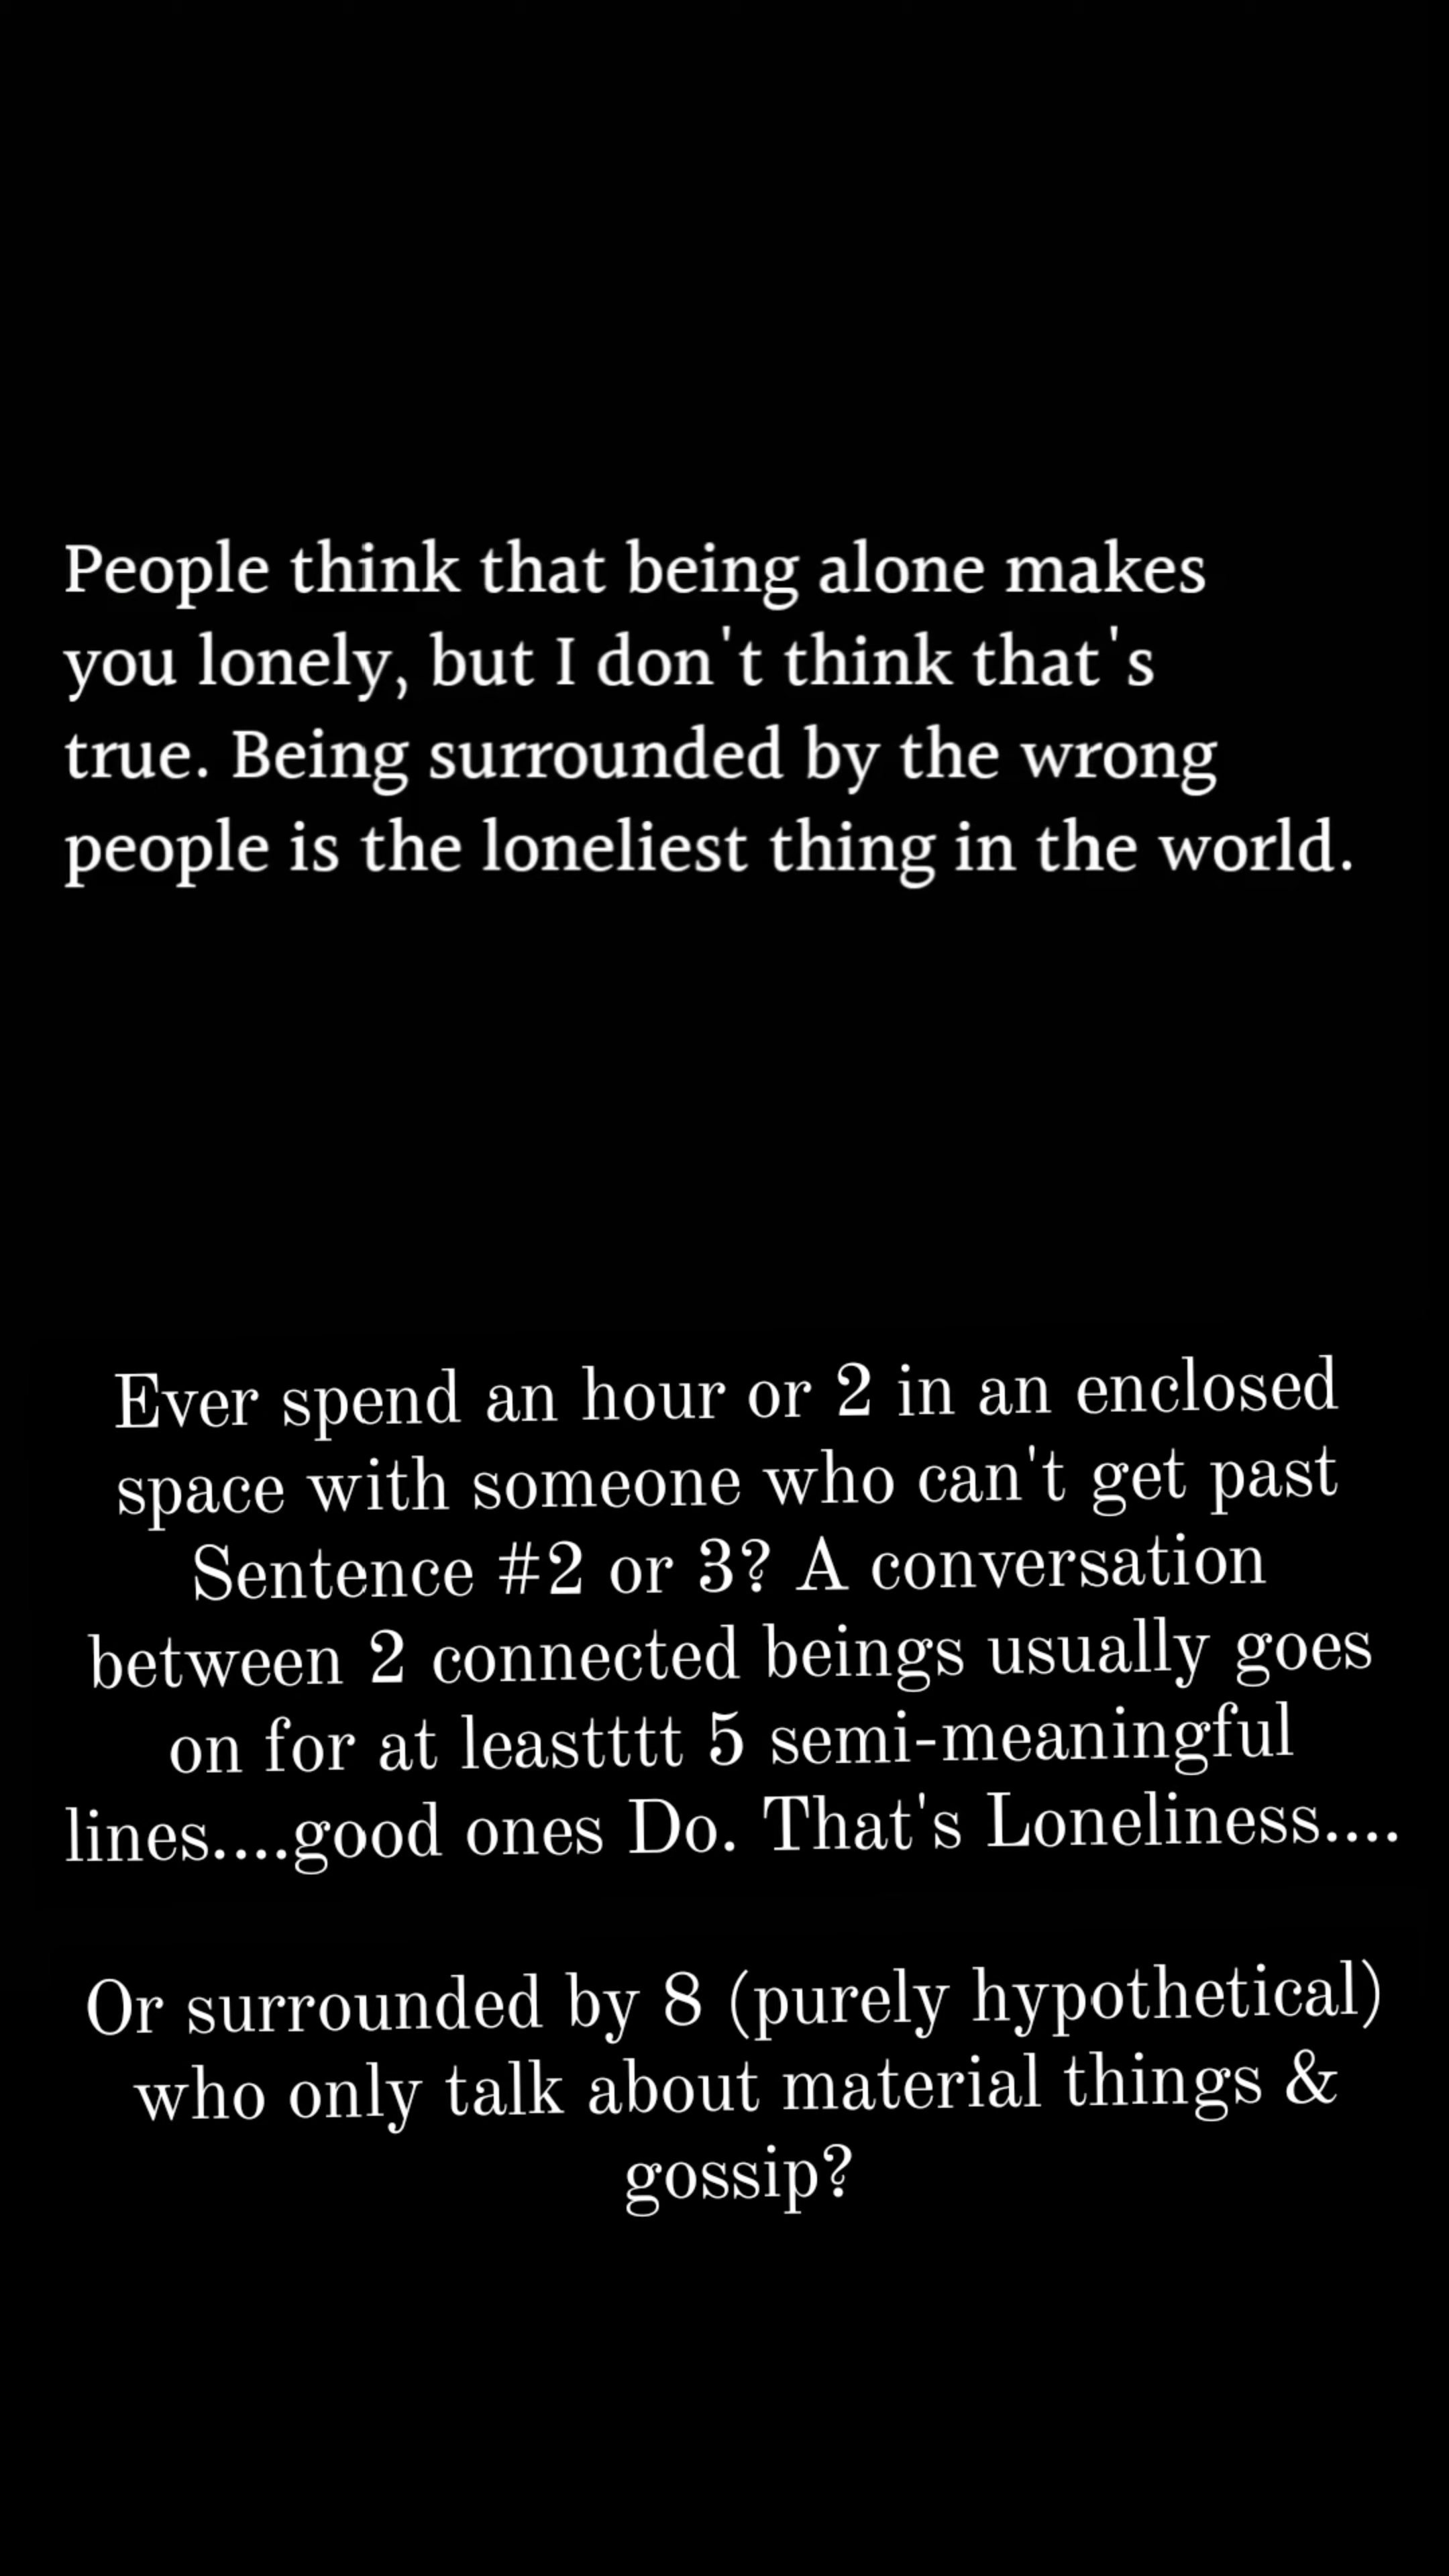 People think that being alone makes
you lonely, but I don't think that's
true. Being surrounded by the wrong
people is the loneliest thing in the world.
Ever spend an hour or 2 in an enclosed
space with someone who can't get past
Sentence #2 or 3? A conversation
between 2 connected beings usually goes
on for at leastttt 5 semi-meaningful
lines....good ones Do. That's Loneliness....
Or surrounded by 8 (purely hypothetical)
who only talk about material things &
gossip?